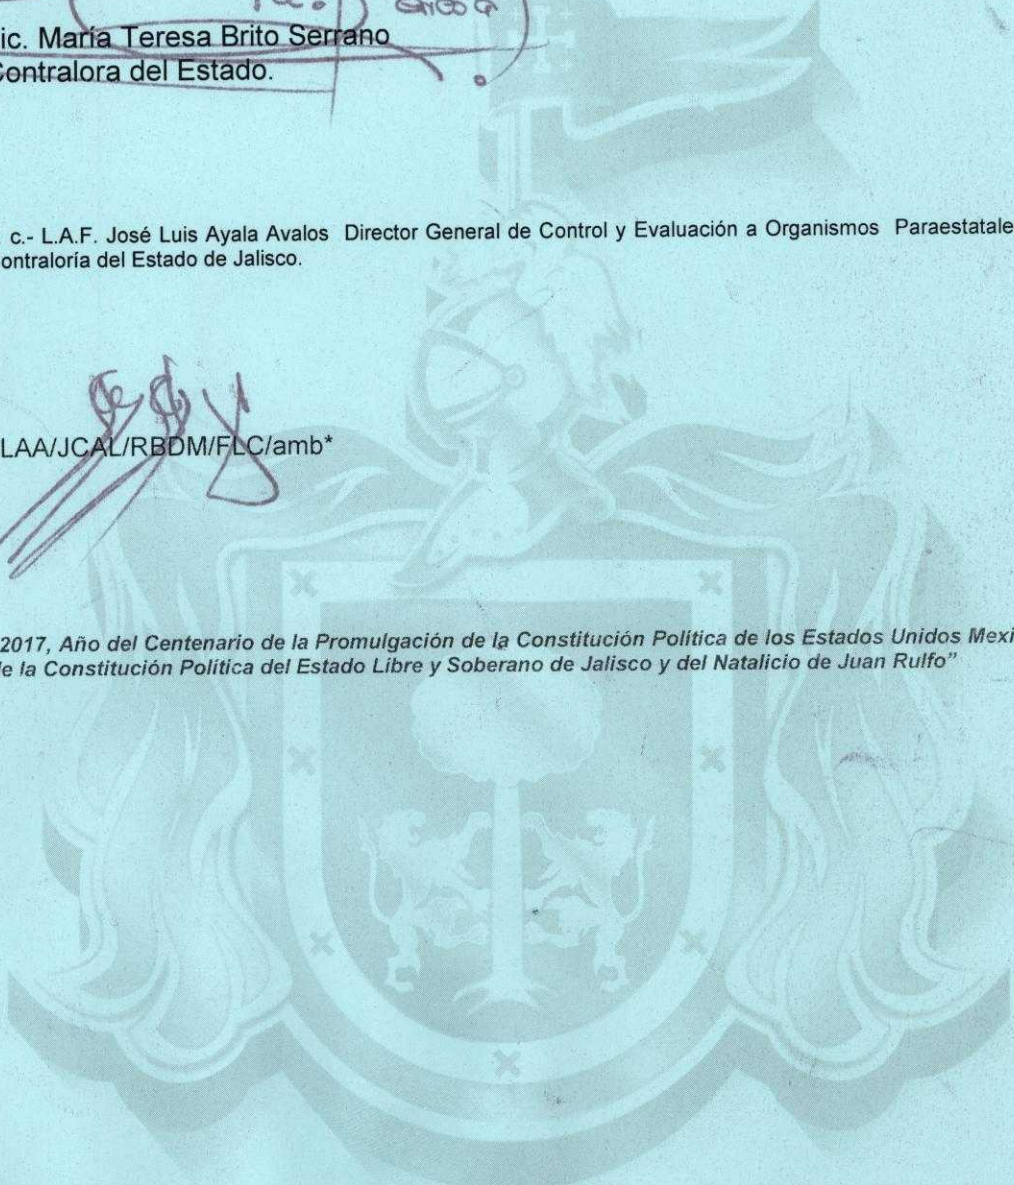 ic. María Teresa Brito Serrano
Contralora del Estado.
c.- L.A.F. José Luis Ayala Avalos Director General de Control y Evaluación a Organismos Paraestatale
ontraloría del Estado de Jalisco.
LAA/JCAL/RBDM/FLC/amb*
2017, Año del Centenario de la Promulgación de la Constitución Política de los Estados Unidos Mexi
e la Constitución Política del Estado Libre y Soberano de Jalisco y del Natalicio de Juan Rulfo”